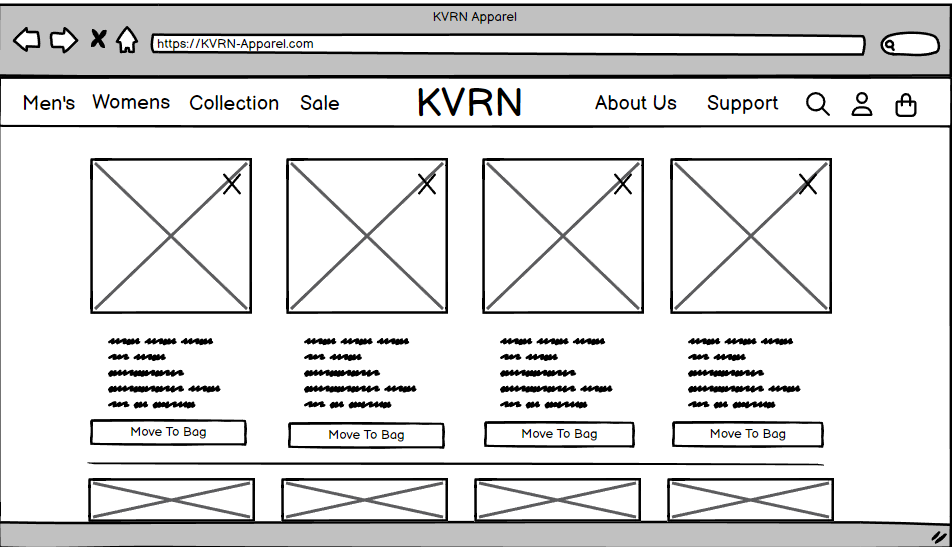 KVRN Apparel
https://KVRN-Apparel.com
Men's Womens Collection Sale KVRN About Us Support
Move To Bag Move To Bag Move To Bag Move To Bag